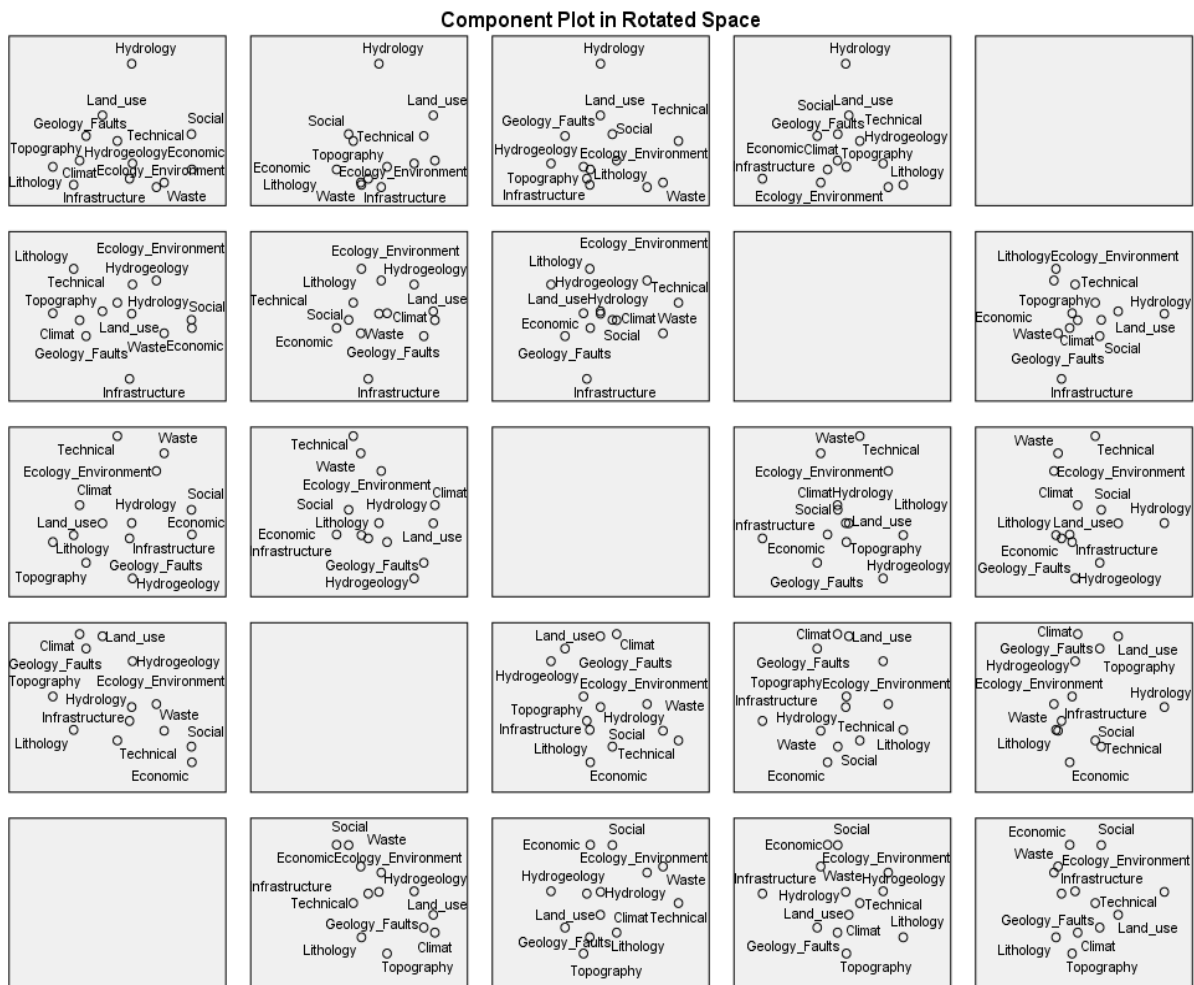 Component Plot in Rotated Space
Hydrology Hydrology Hydrology Hydrology
Land_use Land_use Land_use Technical Social Land_use
Geology_Faults Social Social Geology_Faults Technical
Technical Technical Social Geology_Faults Hydrogeology
Topography Hydrogeology Economic Topography Hydrogeology Ecology_Environment Economic Climat Topography
Lithology Climat Ecology_Environment Economic Ecology_Environment Topography Lithology Infrastructure Lithology
Infrastructure Waste Lithology Waste Infrastructure Infrastructure Waste Ecology_Environment
Lithology Ecology_Environment Ecology_Environment Ecology_Environment Lithology Ecology_Environment
Technical Hydrogeology Lithology Hydrogeology Lithology Hydrogeology Technical Technical
Topography Hydrology Social Technical Social Land_use Land_use Hydrology Topography Hydrology
Climat Land_use Waste Economic Economic Waste Climat Economic Climat Waste Social Economic Waste Climat Land_use Social
Geology_Faults Geology_Faults Geology_Faults Geology_Faults
Infrastructure Infrastructure Infrastructure Infrastructure
Technical Waste Technical Waste Technical Waste Technical
Ecology_Environment Waste Ecology_Environment Ecology_Environment Ecology_Environment
Climat Hydrology Social Social Hydrology Climat Climat Hydrology Social Lithology Climat Social Hydrology
Land_use Economic Economic Lithology Land_use Infrastructure Land_use Lithology Land_use
Lithology Infrastructure Infrastructure Economic Topography Economic Infrastructure
Topography Geology_Faults Hydrogeology Geology_Faults Hydrogeology Geology_Faults Hydrogeology Geology_Faults Hydrogeology
Climat Land_use Land_use Climat Climat Land_use Climat Land_use
Geology_Faults Hydrogeology Hydrogeology Geology_Faults Geology_Faults Geology_Faults Hydrogeology Topography
Topography Ecology_Environment Ecology_Environment Topography Ecology_Environment Ecology_Environment
Hydrology Infrastructure Waste Topography Hydrology Waste Infrastructure Hydrology Technical Waste Infrastructure Hydrology
Lithology Technical Social Infrastructure Lithology Social Technical Waste Social Lithology Lithology Social Technical
Economic Economic Economic Economic
Social Waste Social Social Economic Social
Economic Ecology_Environment Economic Ecology_Environment Economic Ecology_Environment Waste Ecology_Environment
Infrastructure Hydrogeology Waste Infrastructure Waste Hydrogeology Infrastructure
Technical Land_use Hydrology Hydrology Technical Technical
Geology_Faults Land_use Climat Technical Land_use Lithology Geology_Faults Land_use
Lithology Climat Geology_Faults Lithology Geology_Faults Climat Lithology Climat
Topography Topography Topography Topography